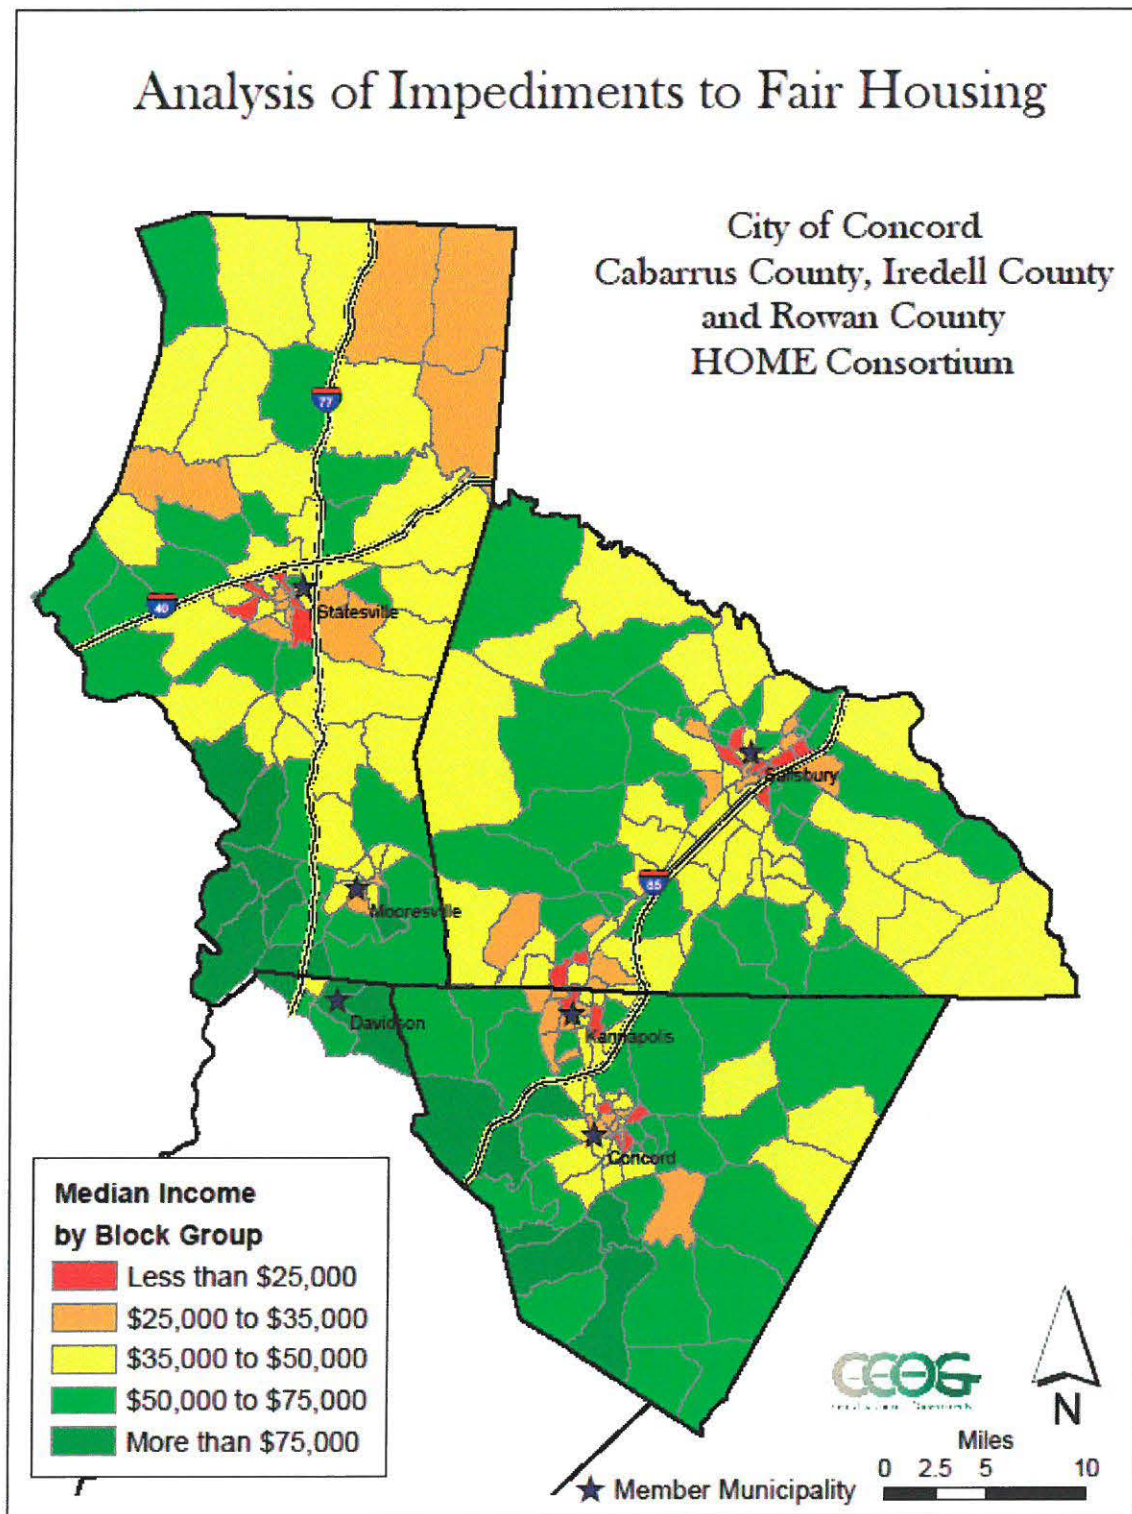 Analysis of Impediments to Fair Housing
City of Concord
Cabarrus County, Iredell County
and Rowan County
HOME Consortium
77
40
Statesville
Salisbury
85
Mooresville
Davidson
Kannapolis
Concord
Median Income
by Block Group
Less than $25,000
$25,000 to $35,000
$35,000 to $50,000
$50,000 to $75,000
More than $75,000
CCOG
N
Miles
0 2.5 5 10
Member Municipality